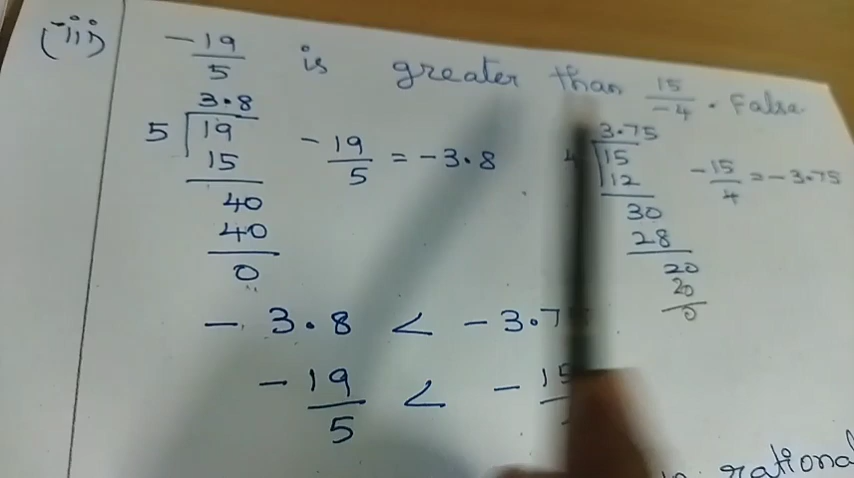 (iii) -19/5 is greater than 15/-4. False
3.8
5 19 -19/5 = -3.8
15
40
40
0
3.75
15 -15/4 = -3.75
12
30
28
20
20
0
- 3.8 < - 3.7
-19/5 < -
rational